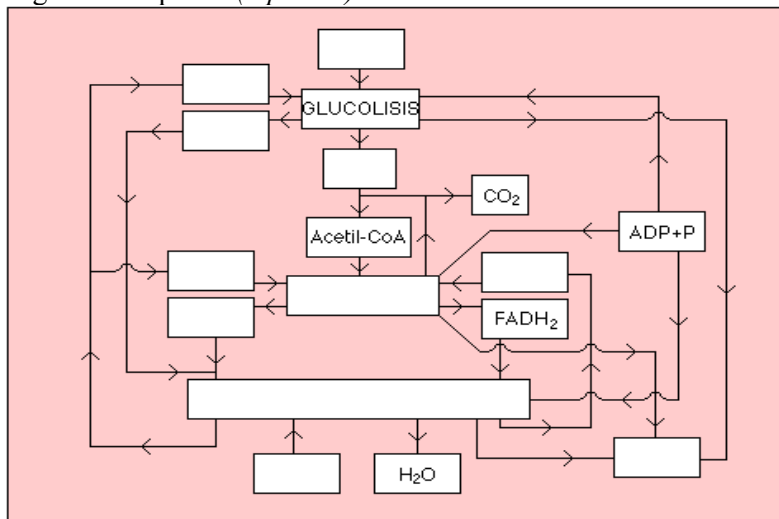 GLUCOLISIS
CO₂
Acetil-CoA
ADP+P
FADH₂
H₂O